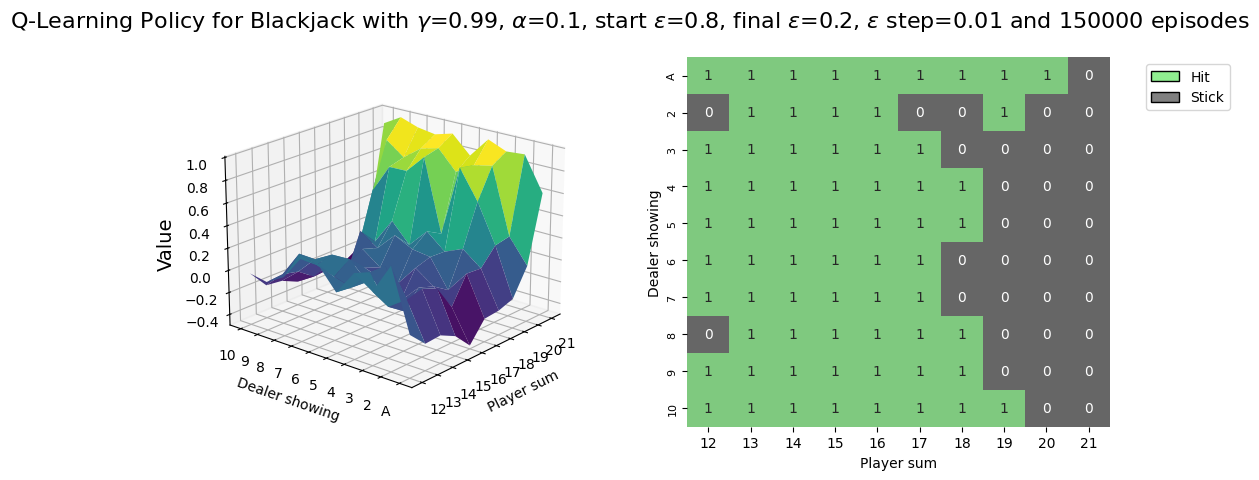 Q-Learning Policy for Blackjack with γ=0.99, α=0.1, start ε=0.8, final ε=0.2, ε step=0.01 and 150000 episodes
Value
1.0
0.8
0.6
0.4
0.2
0.0
−0.2
−0.4
10 9 8 7 6 5 4 3 2 A
Dealer showing
12 13 14 15 16 17 18 19 20 21
Player sum
Dealer showing
A 1 1 1 1 1 1 1 1 1 0
2 0 1 1 1 1 0 0 1 0 0
3 1 1 1 1 1 1 0 0 0 0
4 1 1 1 1 1 1 1 0 0 0
5 1 1 1 1 1 1 1 0 0 0
6 1 1 1 1 1 1 0 0 0 0
7 1 1 1 1 1 1 0 0 0 0
8 0 1 1 1 1 1 1 0 0 0
9 1 1 1 1 1 1 1 0 0 0
10 1 1 1 1 1 1 1 1 0 0
12 13 14 15 16 17 18 19 20 21
Player sum
Hit
Stick